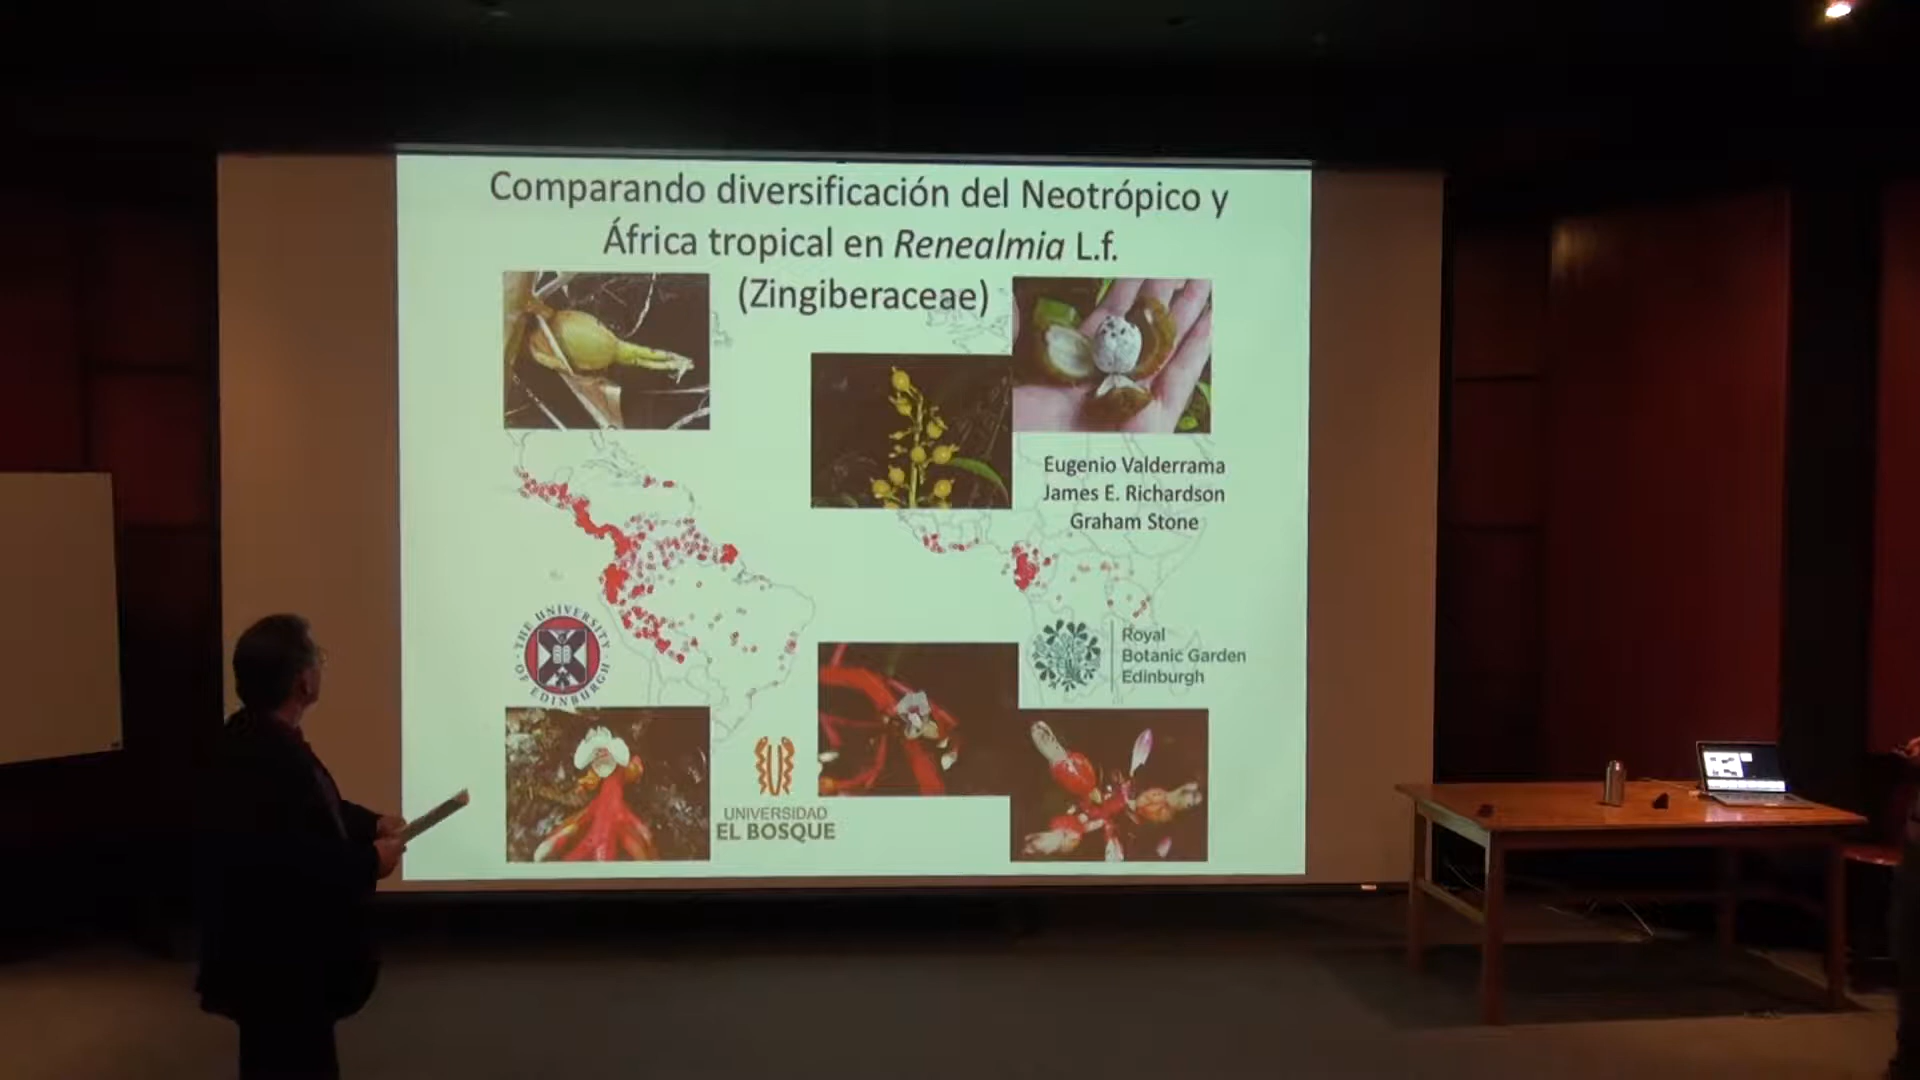 Comparando diversificación del Neotrópico y
África tropical en Renealmia L.f.
(Zingiberaceae)
Eugenio Valderrama
James E. Richardson
Graham Stone
THE UNIVERSITY OF EDINBURGH
Royal
Botanic Garden
Edinburgh
UNIVERSIDAD
EL BOSQUE